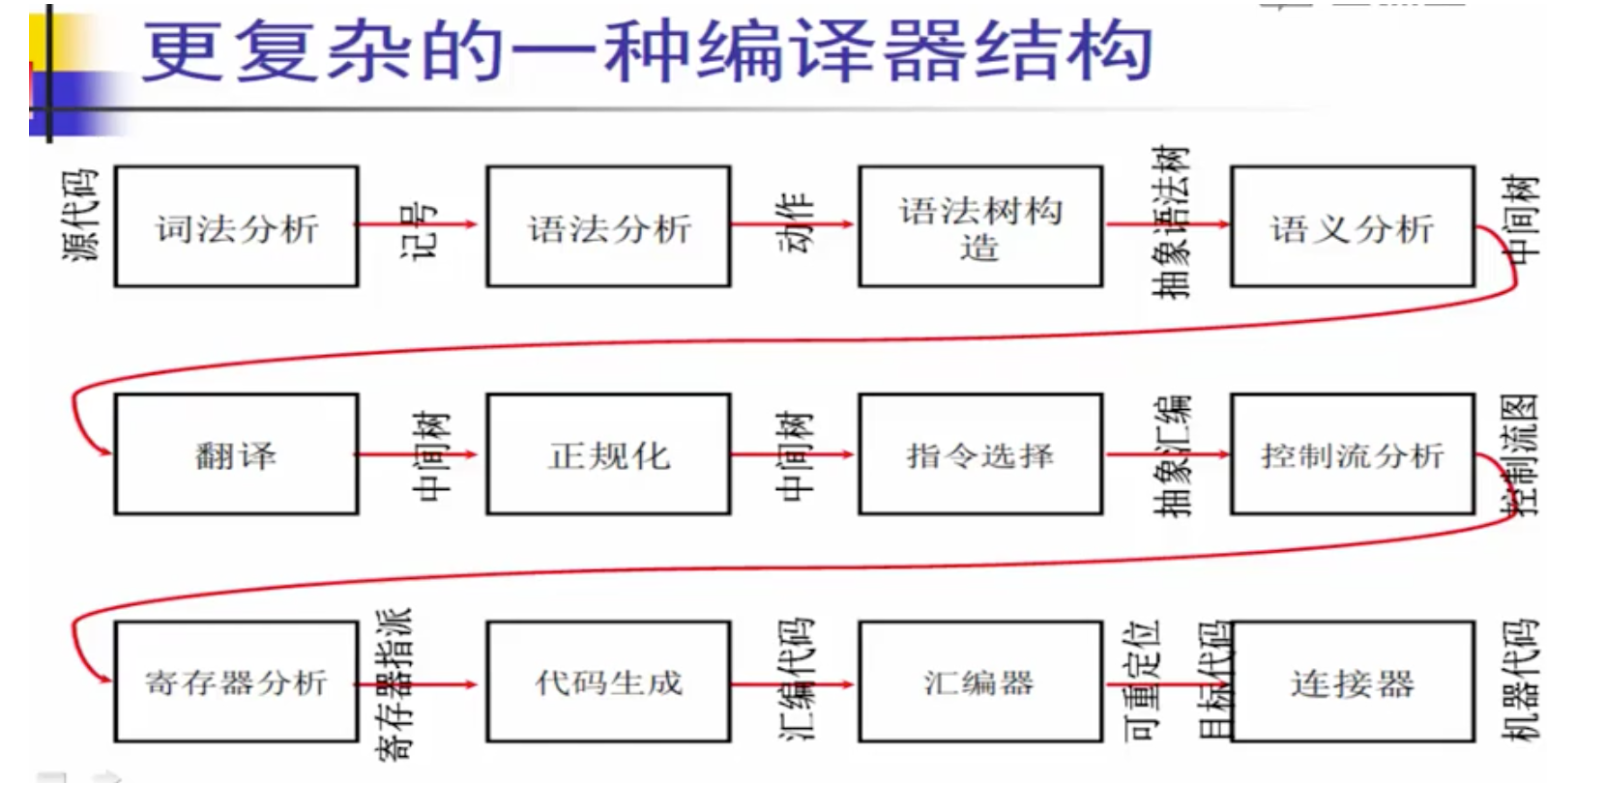 更复杂的一种编译器结构
源代码
词法分析
记号
语法分析
动作
语法树构
造
抽象语法树
语义分析
中间树
翻译
中间树
正规化
中间树
指令选择
抽象汇编
控制流分析
控制流图
寄存器分析
寄存器指派
代码生成
汇编代码
汇编器
可重定位
目标代码
连接器
机器代码